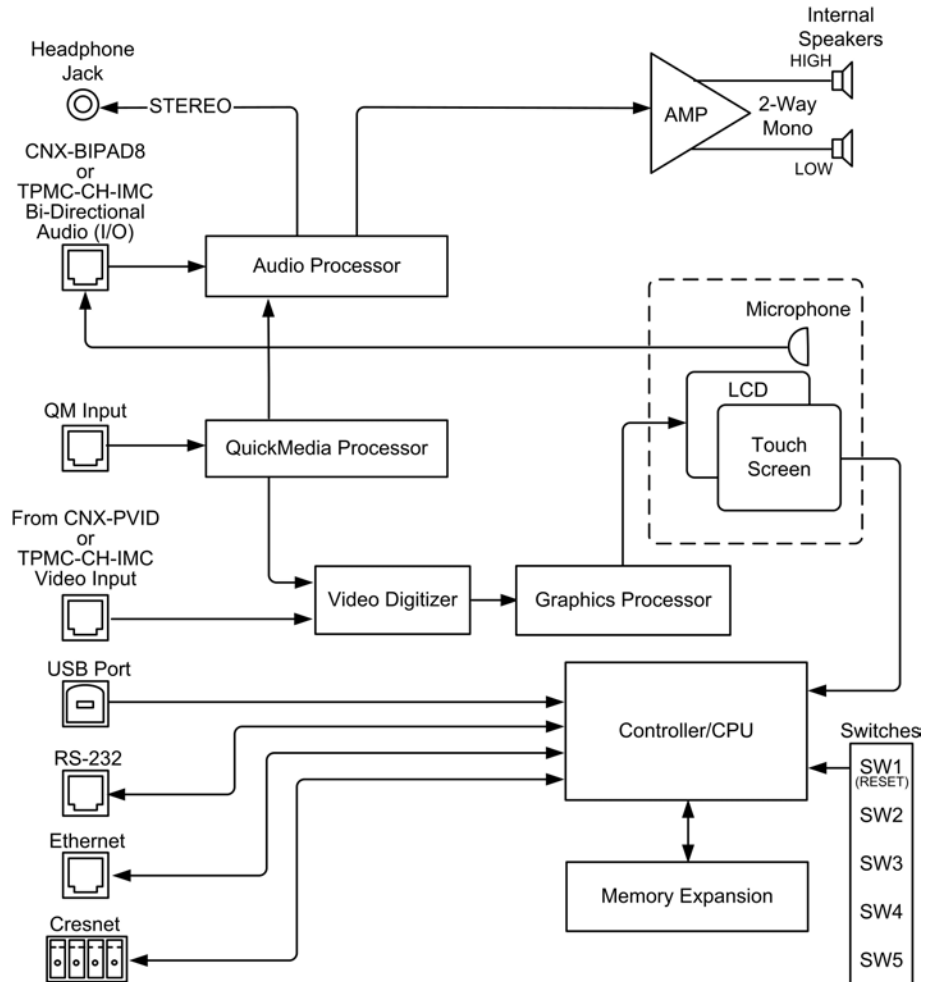 Internal
Speakers
HIGH
Headphone
Jack
STEREO
AMP
2-Way
Mono
LOW
CNX-BIPAD8
or
TPMC-CH-IMC
Bi-Directional
Audio (I/O)
Audio Processor
Microphone
LCD
Touch
Screen
QM Input
QuickMedia Processor
From CNX-PVID
or
TPMC-CH-IMC
Video Input
Video Digitizer
Graphics Processor
USB Port
Controller/CPU
Switches
SW1
(RESET)
SW2
SW3
SW4
SW5
RS-232
Ethernet
Memory Expansion
Cresnet